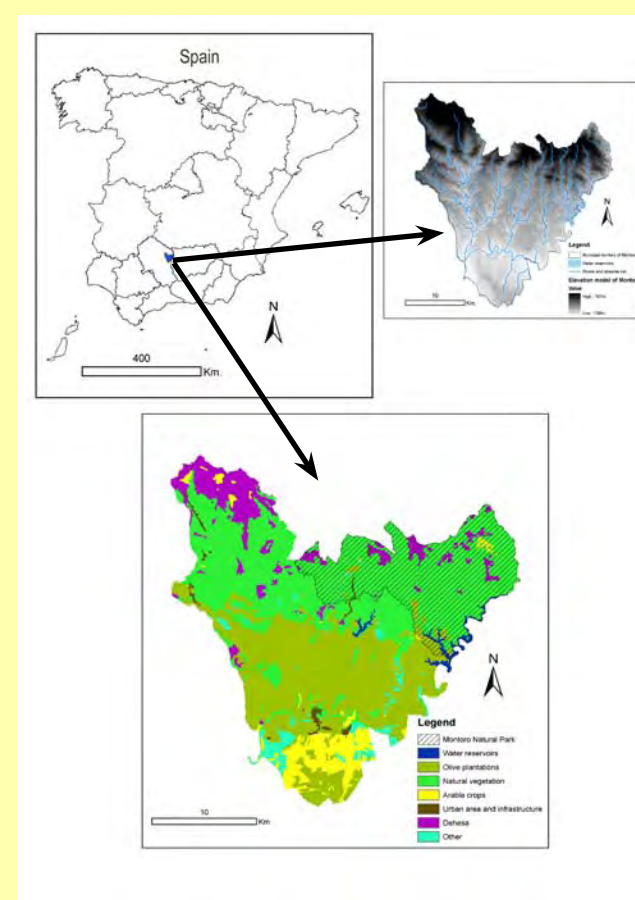 Spain
N
400
Km.
N
Legend
Water reservoirs
Elevation model of Montoro
Value
10
Km.
N
Legend
Montoro Natural Park
Water reservoirs
Olive plantations
Natural vegetation
Arable crops
Urban area and infrastructure
Dehesa
Other
10
Km